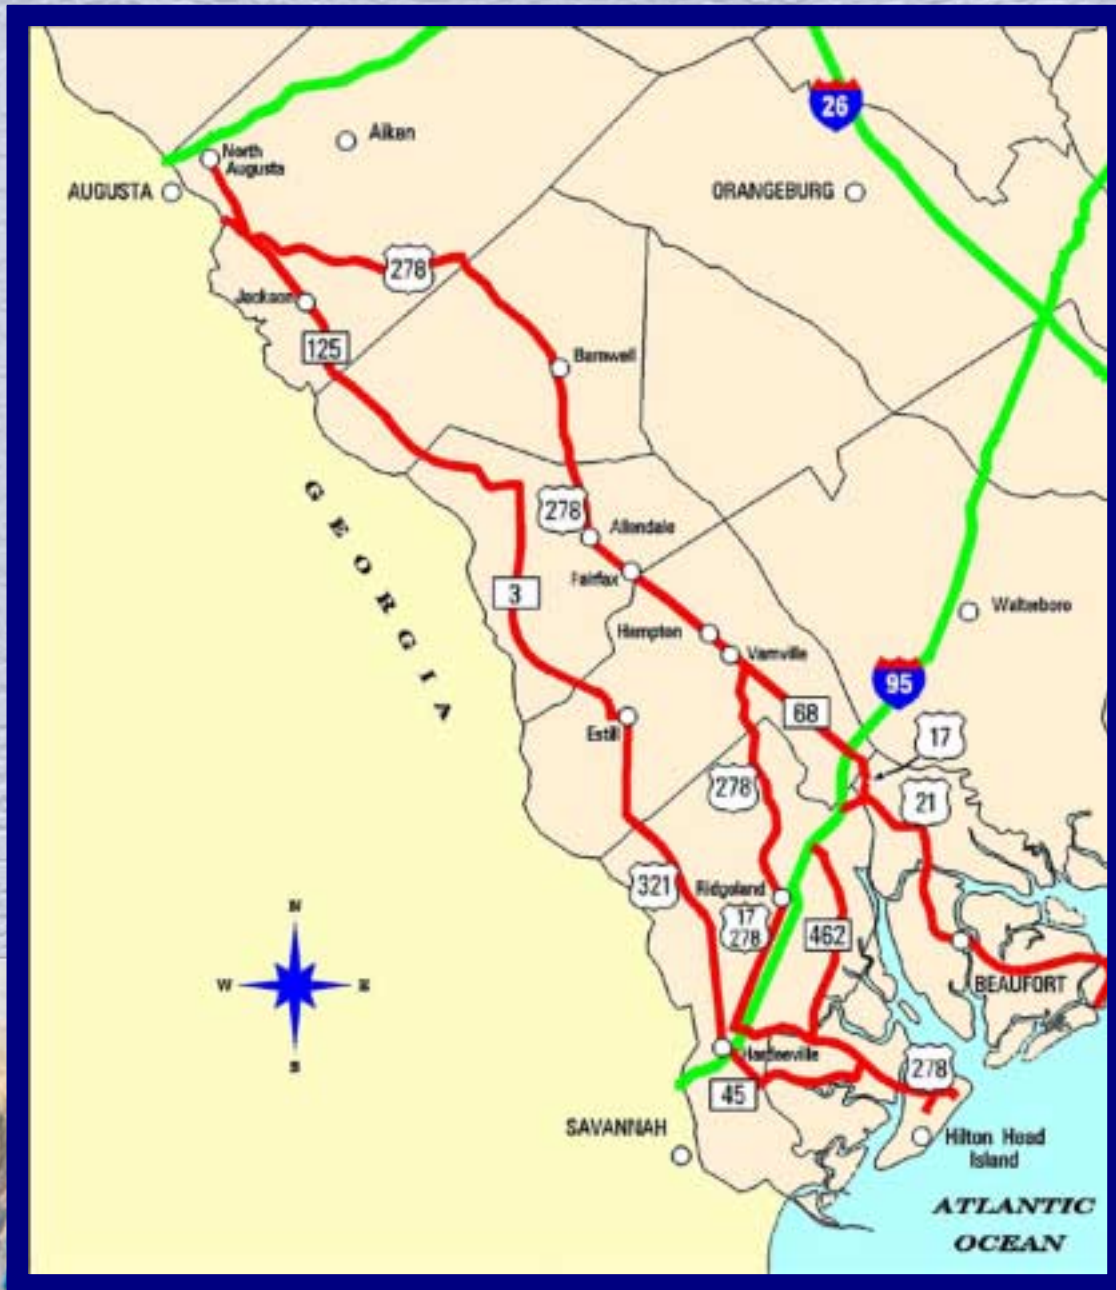 26
Aiken
North
Augusta
AUGUSTA
ORANGEBURG
278
Jackson
125
Barnwell
GEORGIA
278
Allendale
Fairfax
3
Hampton
Varnville
Walterboro
95
68
Estill
17
278
21
321
Ridgeland
17
278
462
N
W
E
S
BEAUFORT
Hardeeville
278
45
SAVANNAH
Hilton Head
Island
ATLANTIC
OCEAN